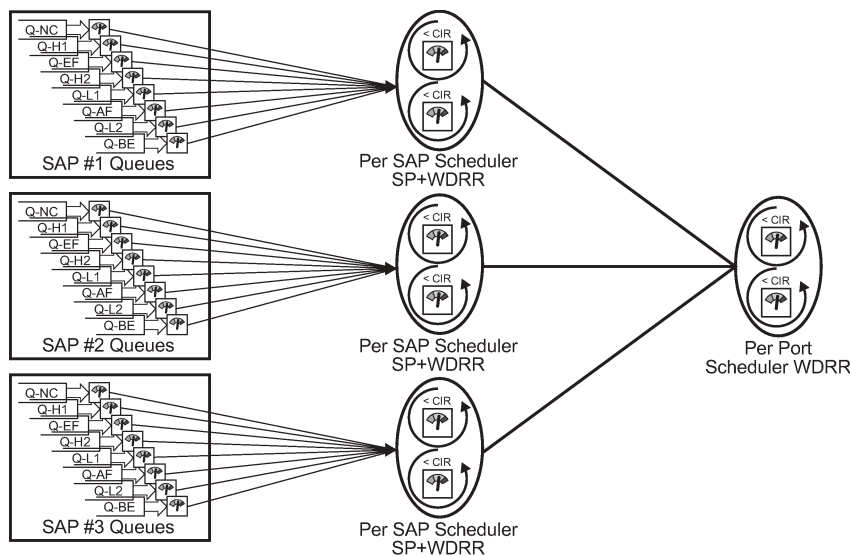 Q-NC
Q-H1
Q-EF
Q-H2
Q-L1
Q-AF
Q-L2
Q-BE
SAP #1 Queues
< CIR
< CIR
Per SAP Scheduler
SP+WDRR
Q-NC
Q-H1
Q-EF
Q-H2
Q-L1
Q-AF
Q-L2
Q-BE
SAP #2 Queues
< CIR
< CIR
Per SAP Scheduler
SP+WDRR
Q-NC
Q-H1
Q-EF
Q-H2
Q-L1
Q-AF
Q-L2
Q-BE
SAP #3 Queues
< CIR
< CIR
Per SAP Scheduler
SP+WDRR
< CIR
< CIR
Per Port
Scheduler WDRR